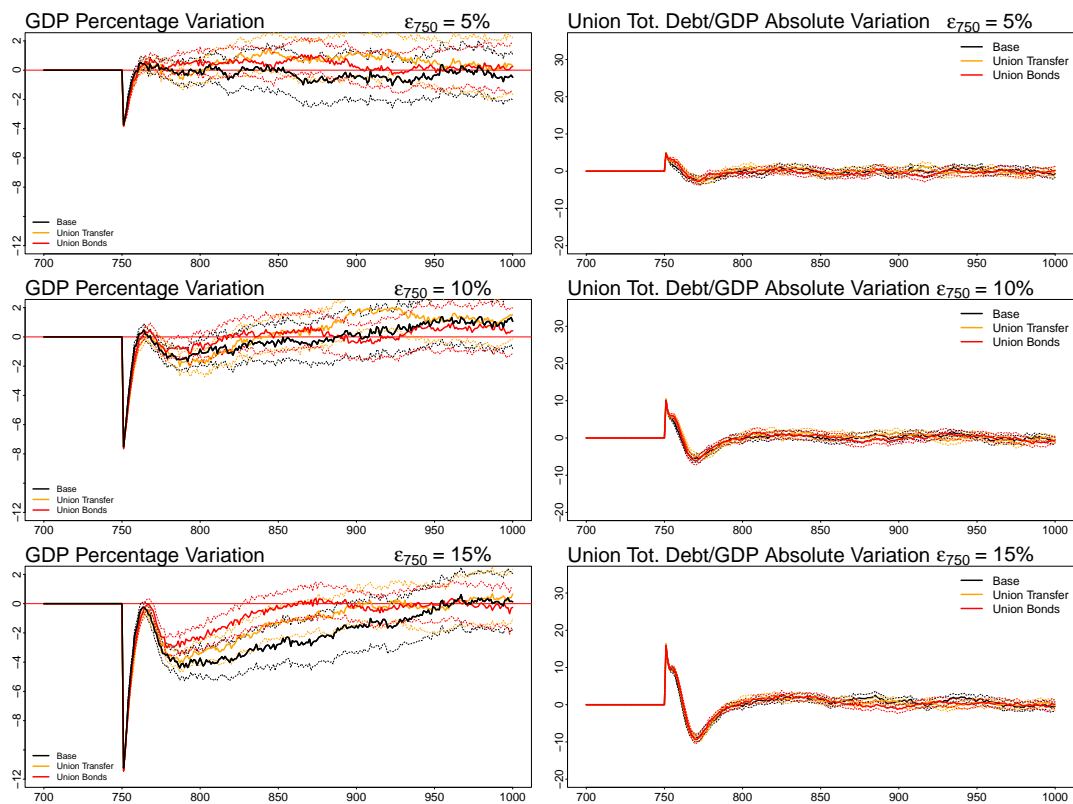 GDP Percentage Variation ε750 = 5%
2
0
-2
-4
-6
-8
-12
Base
Union Transfer
Union Bonds
700 750 800 850 900 950 1000
Union Tot. Debt/GDP Absolute Variation ε750 = 5%
30
20
10
0
-10
-20
Base
Union Transfer
Union Bonds
700 750 800 850 900 950 1000
GDP Percentage Variation ε750 = 10%
2
0
-2
-4
-6
-8
-12
Base
Union Transfer
Union Bonds
700 750 800 850 900 950 1000
Union Tot. Debt/GDP Absolute Variation ε750 = 10%
30
20
10
0
-10
-20
Base
Union Transfer
Union Bonds
700 750 800 850 900 950 1000
GDP Percentage Variation ε750 = 15%
2
0
-2
-4
-6
-8
-12
Base
Union Transfer
Union Bonds
700 750 800 850 900 950 1000
Union Tot. Debt/GDP Absolute Variation ε750 = 15%
30
20
10
0
-10
-20
Base
Union Transfer
Union Bonds
700 750 800 850 900 950 1000